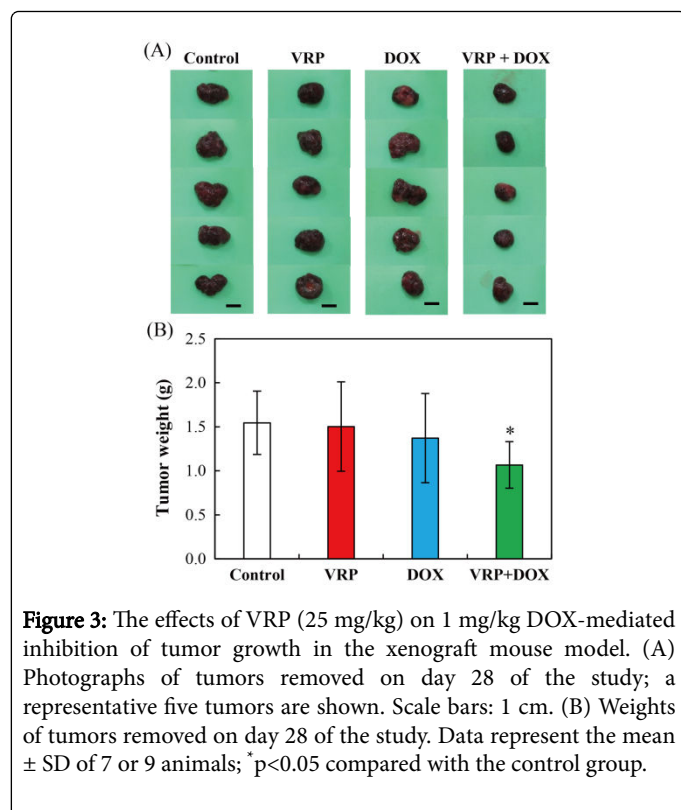 (A)
Control VRP DOX VRP + DOX
(B)
2.5
2.0
1.5
1.0
0.5
0.0
Tumor weight (g)
*
Control VRP DOX VRP+DOX
Figure 3: The effects of VRP (25 mg/kg) on 1 mg/kg DOX-mediated
inhibition of tumor growth in the xenograft mouse model. (A)
Photographs of tumors removed on day 28 of the study; a
representative five tumors are shown. Scale bars: 1 cm. (B) Weights
of tumors removed on day 28 of the study. Data represent the mean
± SD of 7 or 9 animals; *p<0.05 compared with the control group.